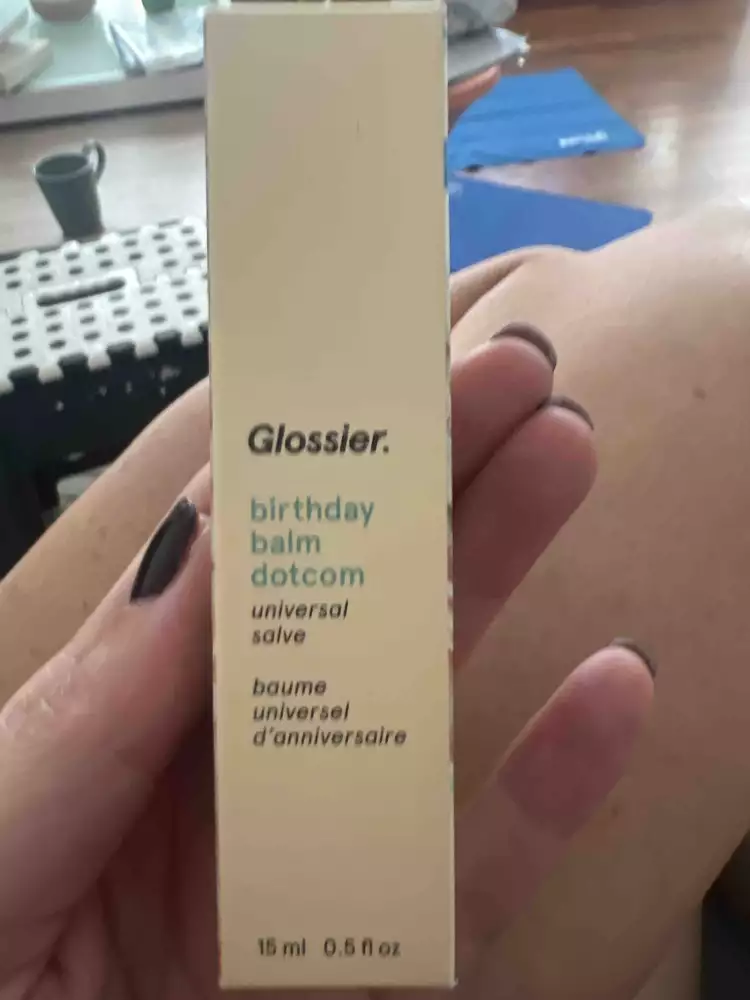 Glossier.
birthday
balm
dotcom
universal
salve
baume
universel
d'anniversaire
15 ml 0.5 fl oz